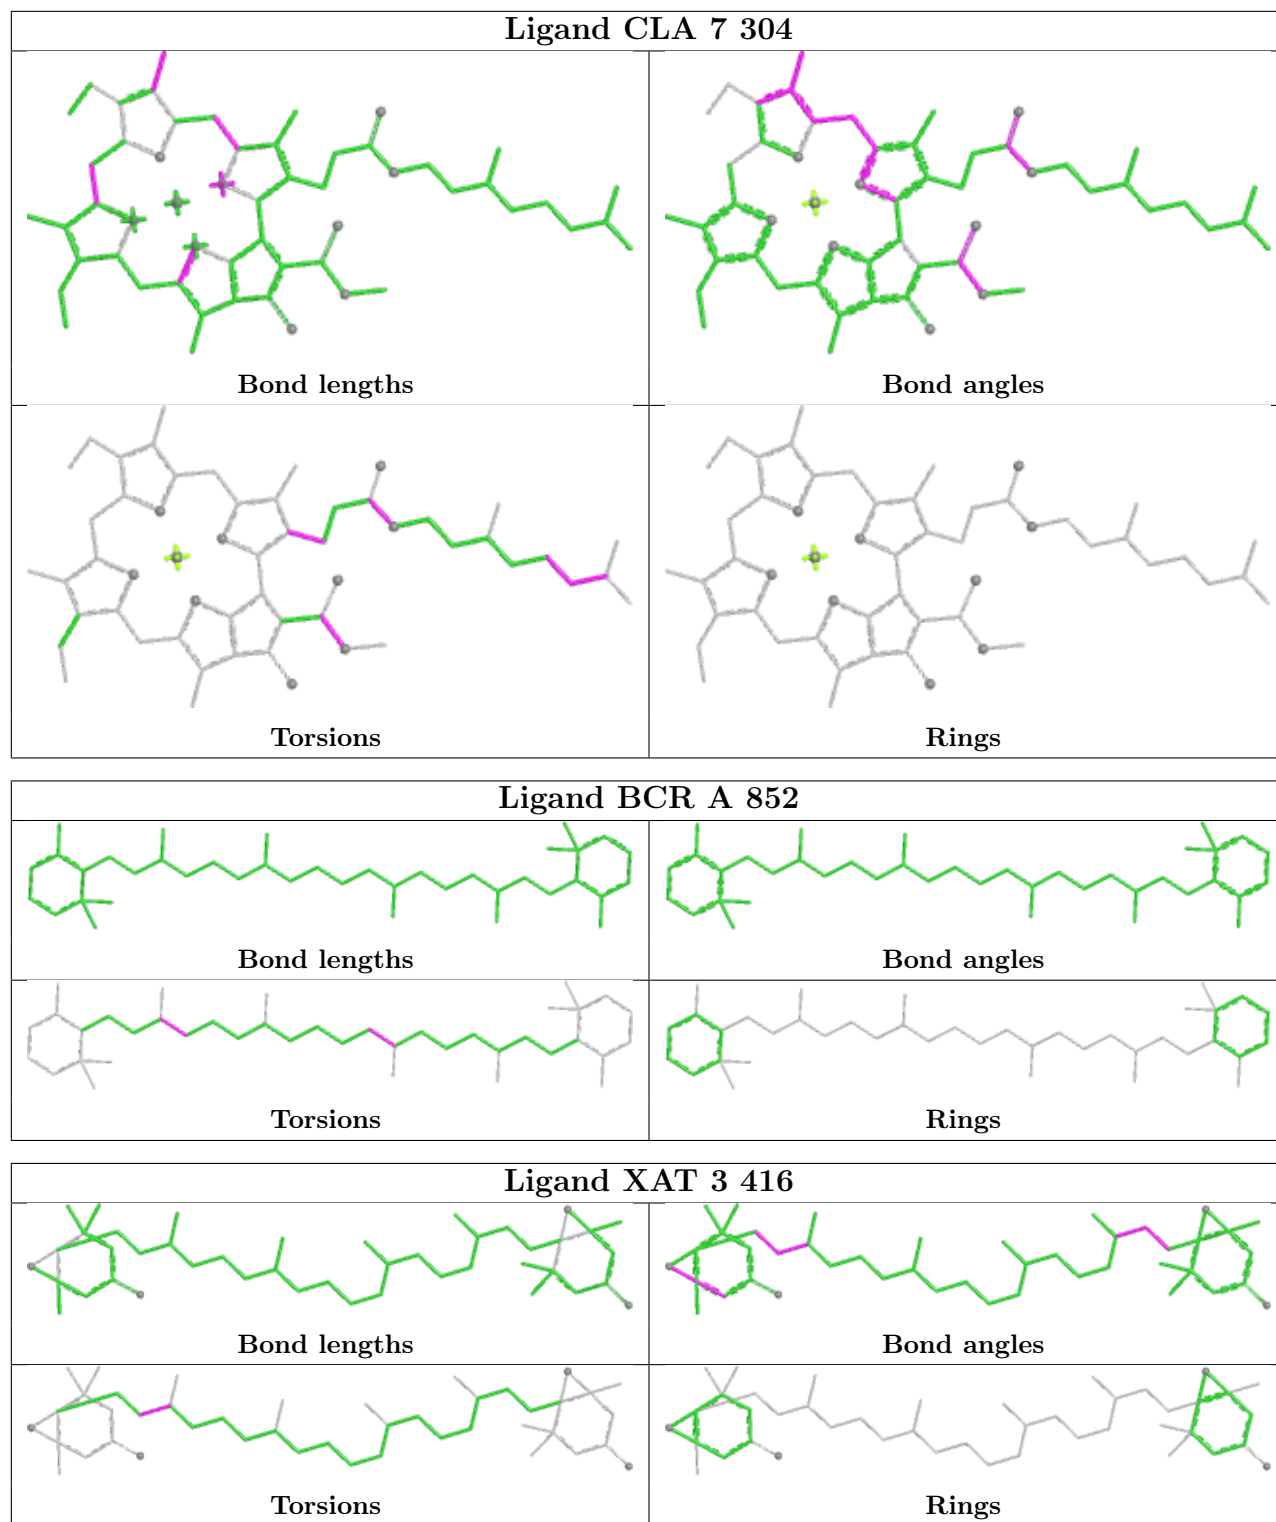 Ligand CLA 7 304
Bond lengths
Bond angles
Torsions
Rings
Ligand BCR A 852
Bond lengths
Bond angles
Torsions
Rings
Ligand XAT 3 416
Bond lengths
Bond angles
Torsions
Rings